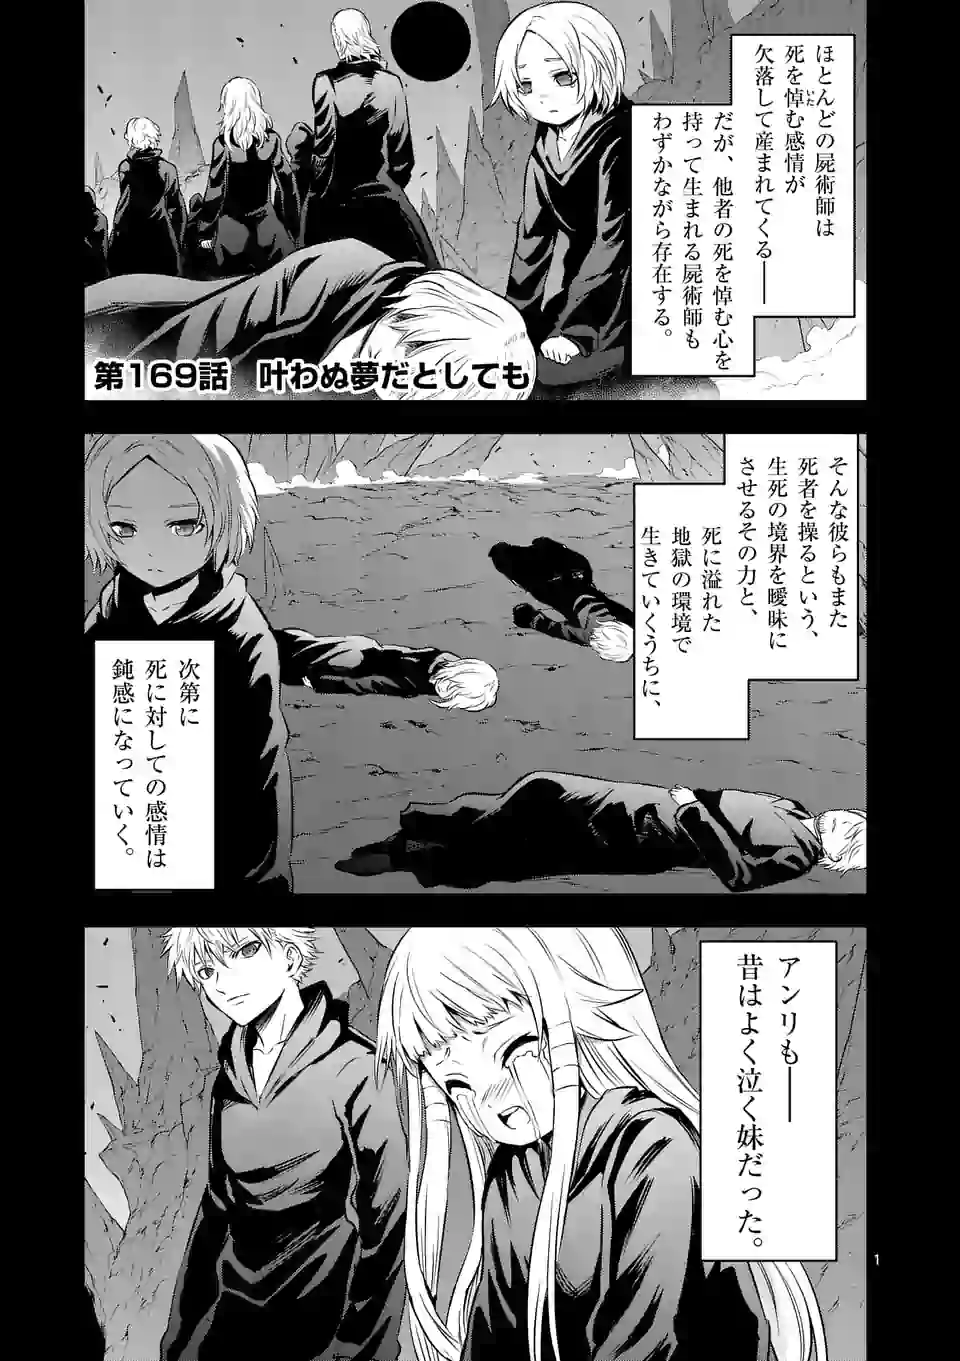 ほとんどの屍術師は
死を悼む感情が
欠落して産まれてくる——
いた
だが、他者の死を悼む心を
持って生まれる屍術師も
わずかながら存在する。
第169話 叶わぬ夢だとしても
そんな彼らもまた
死者を操るという、
生死の境界を曖昧に
させるその力と、
死に溢れた
地獄の環境で
生きていくうちに、
次第に
死に対しての感情は
鈍感になっていく。
アンリも——
昔はよく泣く妹だった。
1